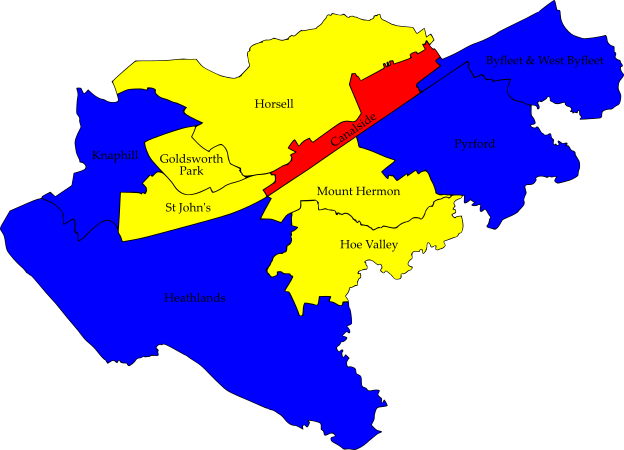 Byfleet & West Byfleet
Horsell
Canalside
Pyrford
Knaphill
Goldsworth
Park
Mount Hermon
St John's
Hoe Valley
Heathlands